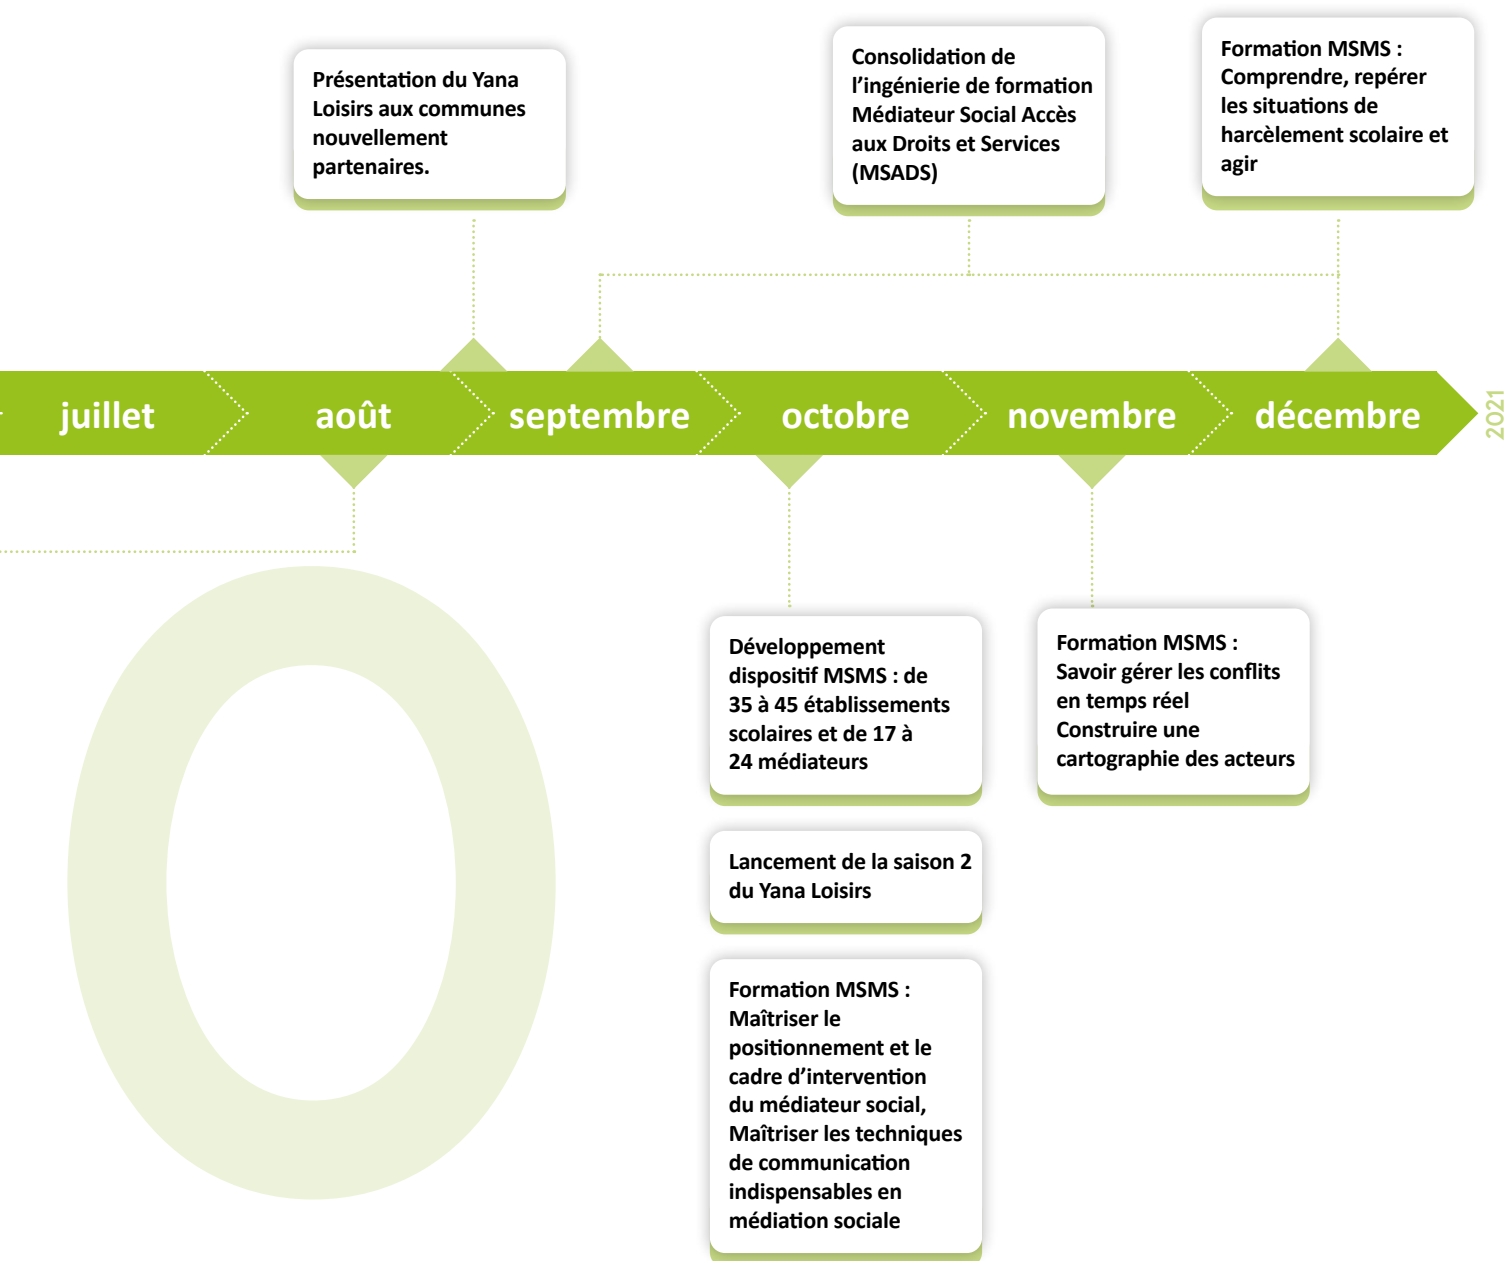 Présentation du Yana
Loisirs aux communes
nouvellement
partenaires.
Consolidation de
l’ingénierie de formation
Médiateur Social Accès
aux Droits et Services
(MSADS)
Formation MSMS :
Comprendre, repérer
les situations de
harcèlement scolaire et
agir
juillet
août
septembre
octobre
novembre
décembre
2021
Développement
dispositif MSMS : de
35 à 45 établissements
scolaires et de 17 à
24 médiateurs
Lancement de la saison 2
du Yana Loisirs
Formation MSMS :
Maîtriser le
positionnement et le
cadre d’intervention
du médiateur social,
Maîtriser les techniques
de communication
indispensables en
médiation sociale
Formation MSMS :
Savoir gérer les conflits
en temps réel
Construire une
cartographie des acteurs
0